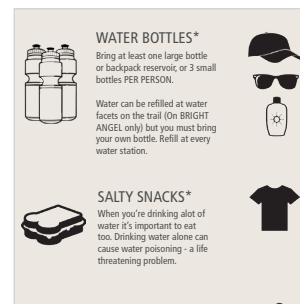 WATER BOTTLES*
Bring at least one large bottle
or backpack reservoir, or 3 small
bottles PER PERSON.
Water can be refilled at water
facets on the trail (On BRIGHT
ANGEL only) but you must bring
your own bottle. Refill at every
water station.
SALTY SNACKS*
When you're drinking alot of
water it's important to eat
too. Drinking water alone can
cause water poisoning - a life
threatening problem.